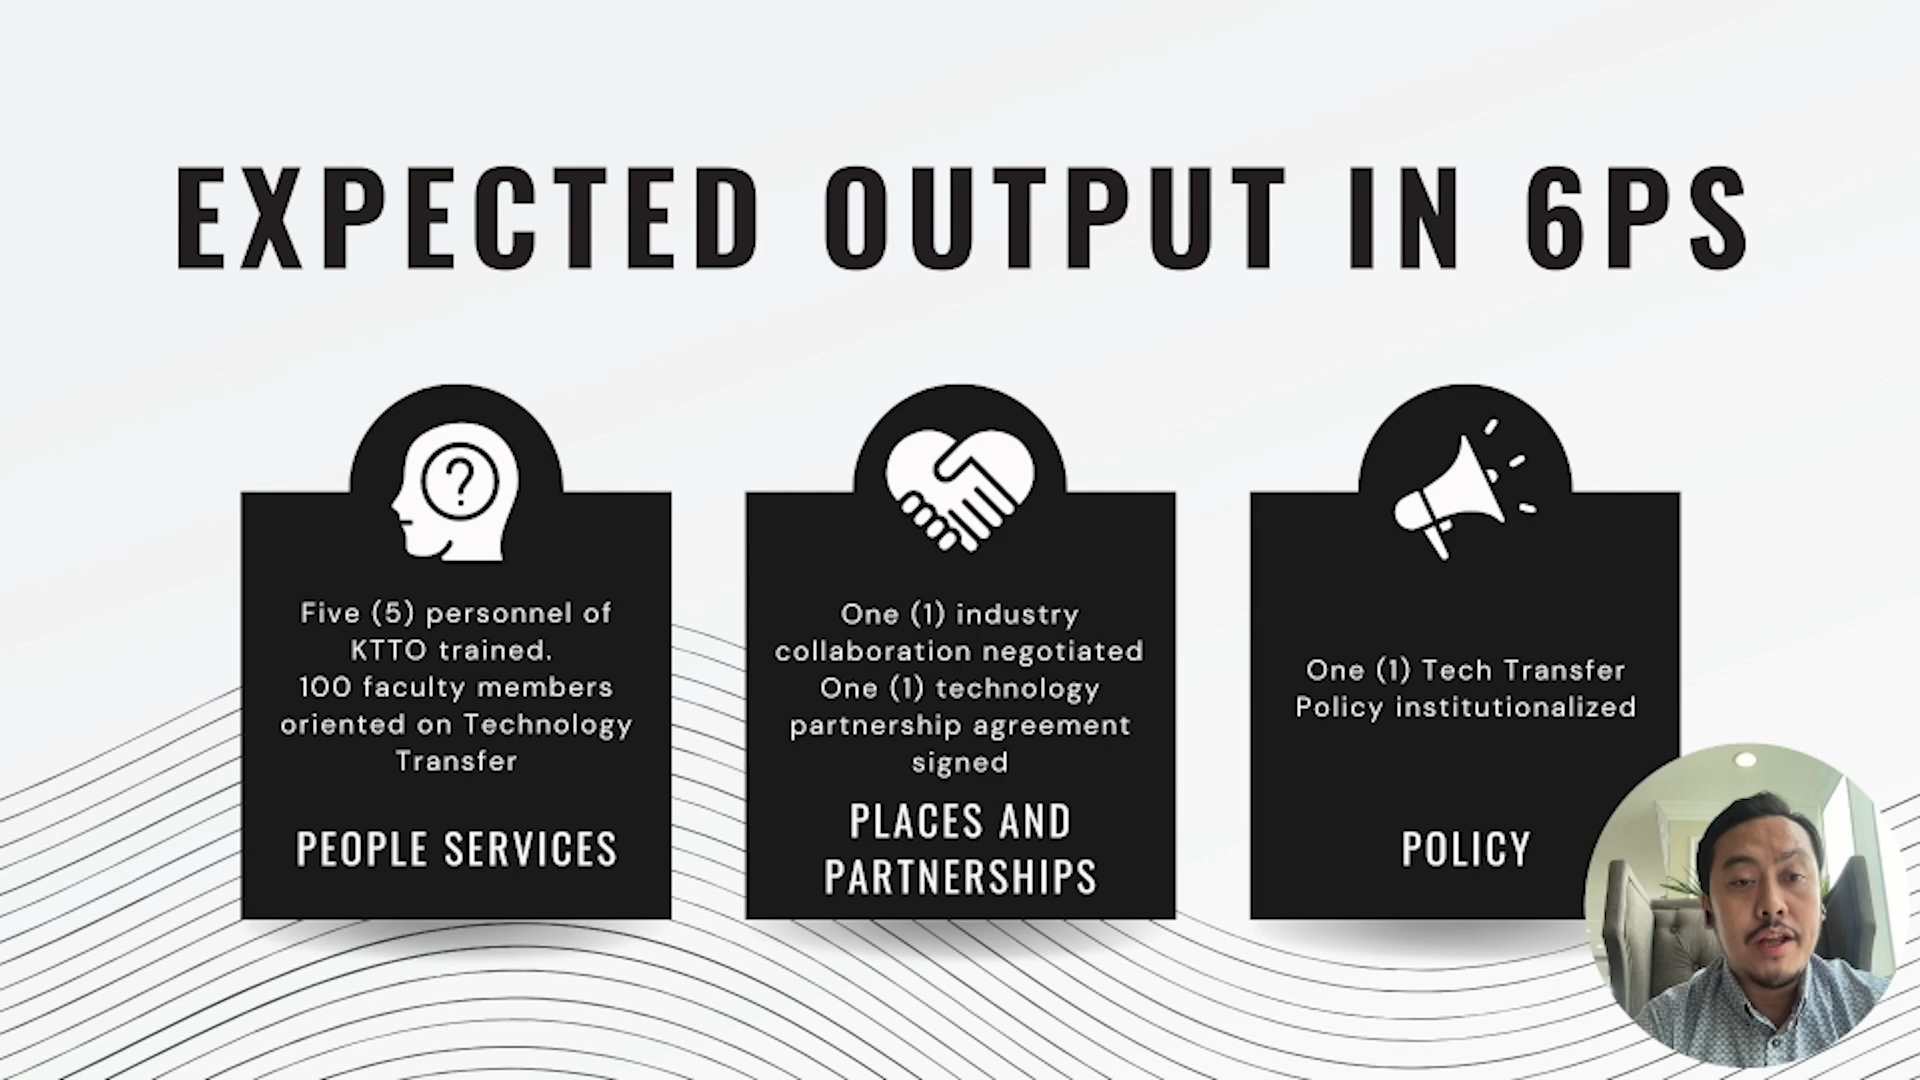 EXPECTED OUTPUT IN 6PS
Five (5) personnel of
KTTO trained.
100 faculty members
oriented on Technology
Transfer
PEOPLE SERVICES
One (1) industry
collaboration negotiated
One (1) technology
partnership agreement
signed
PLACES AND
PARTNERSHIPS
One (1) Tech Transfer
Policy institutionalized
POLICY